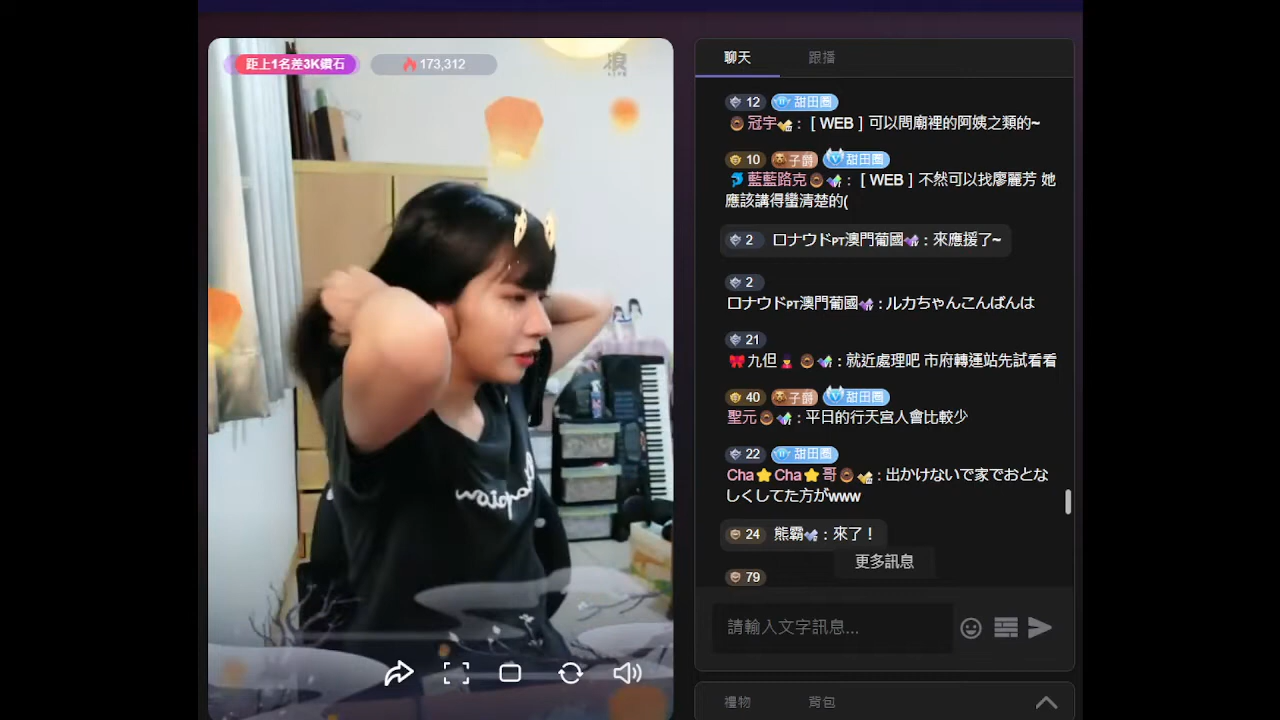 距上1名差3K鑽石
173,312
浪 LIVE
聊天
跟播
12 甜田圈
冠宇: [ WEB ] 可以問廟裡的阿姨之類的~
10 子爵 甜田圈
藍藍路克: [ WEB ] 不然可以找廖麗芳 她
應該講得蠻清楚的(
2 ロナウドPT澳門葡國: 來應援了~
2
ロナウドPT澳門葡國: ルカちゃんこんばんは
21
九但: 就近處理吧 市府轉運站先試看看
40 子爵 甜田圈
聖元: 平日的行天宮人會比較少
22 甜田圈
Cha⭐Cha⭐哥: 出かけないで家でおとな
しくしてた方がwww
24 熊霸: 來了！
更多訊息
79
請輸入文字訊息...
禮物
背包